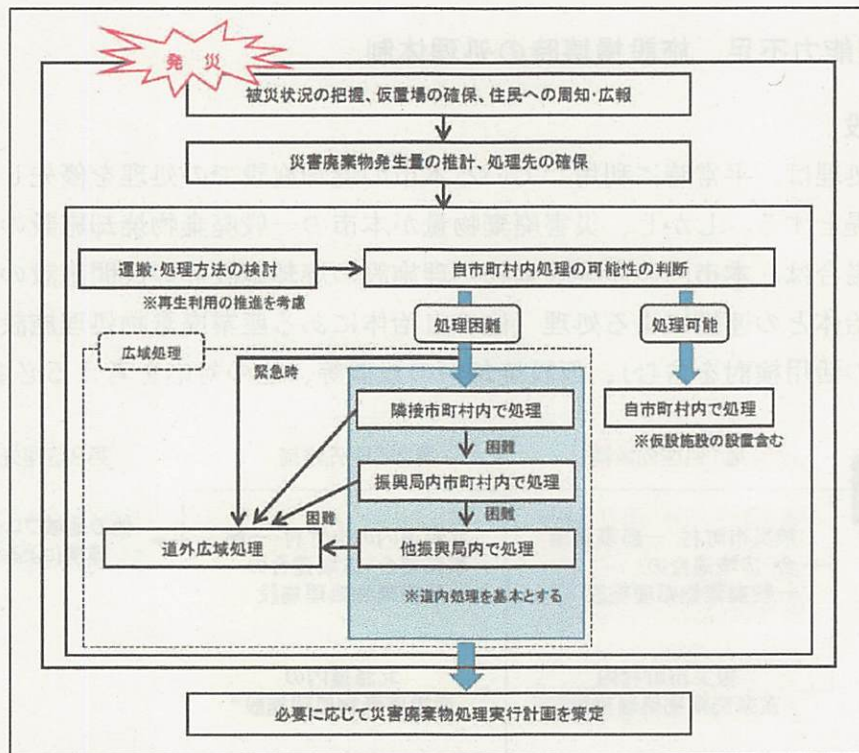 発 災
被災状況の把握、仮置場の確保、住民への周知・広報
災害廃棄物発生量の推計、処理先の確保
運搬・処理方法の検討
自市町村内処理の可能性の判断
※再生利用の推進を考慮
処理困難
処理可能
広域処理
緊急時
隣接市町村内で処理
自市町村内で処理
※仮設施設の設置含む
困難
振興局内市町村内で処理
困難
困難
道外広域処理
他振興局内で処理
※道内処理を基本とする
必要に応じて災害廃棄物処理実行計画を策定